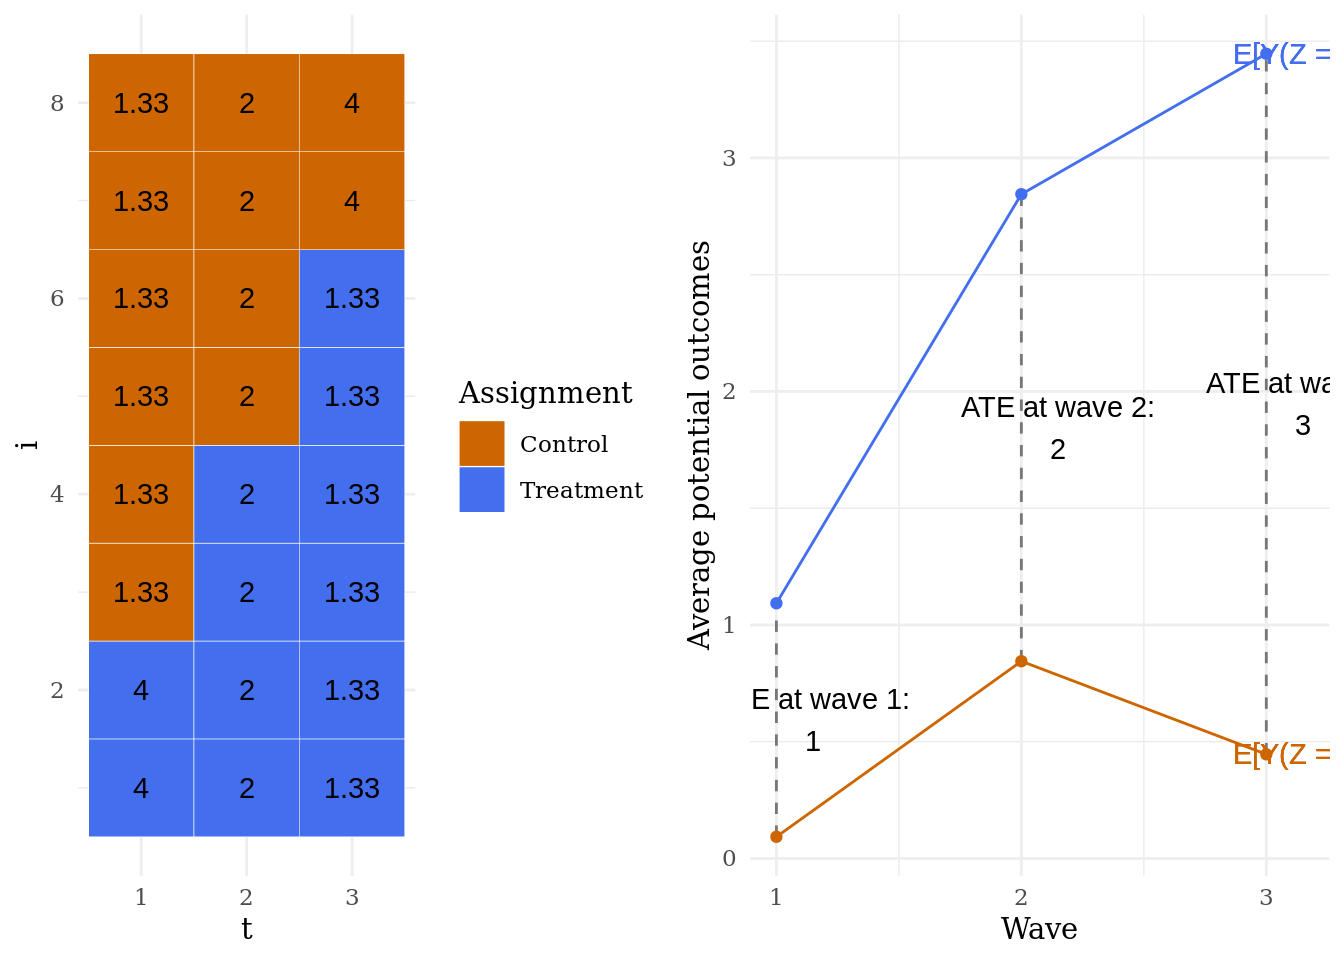 8
6
4
2
i
1.33 2 4
1.33 2 4
1.33 2 1.33
1.33 2 1.33
1.33 2 1.33
1.33 2 1.33
4 2 1.33
4 2 1.33
1 2 3
t
Assignment
Control
Treatment
Average potential outcomes
3
2
1
0
E[Y(Z =
ATE at wave 2:
2
ATE at wa
3
E at wave 1:
1
E[Y(Z =
1 2 3
Wave